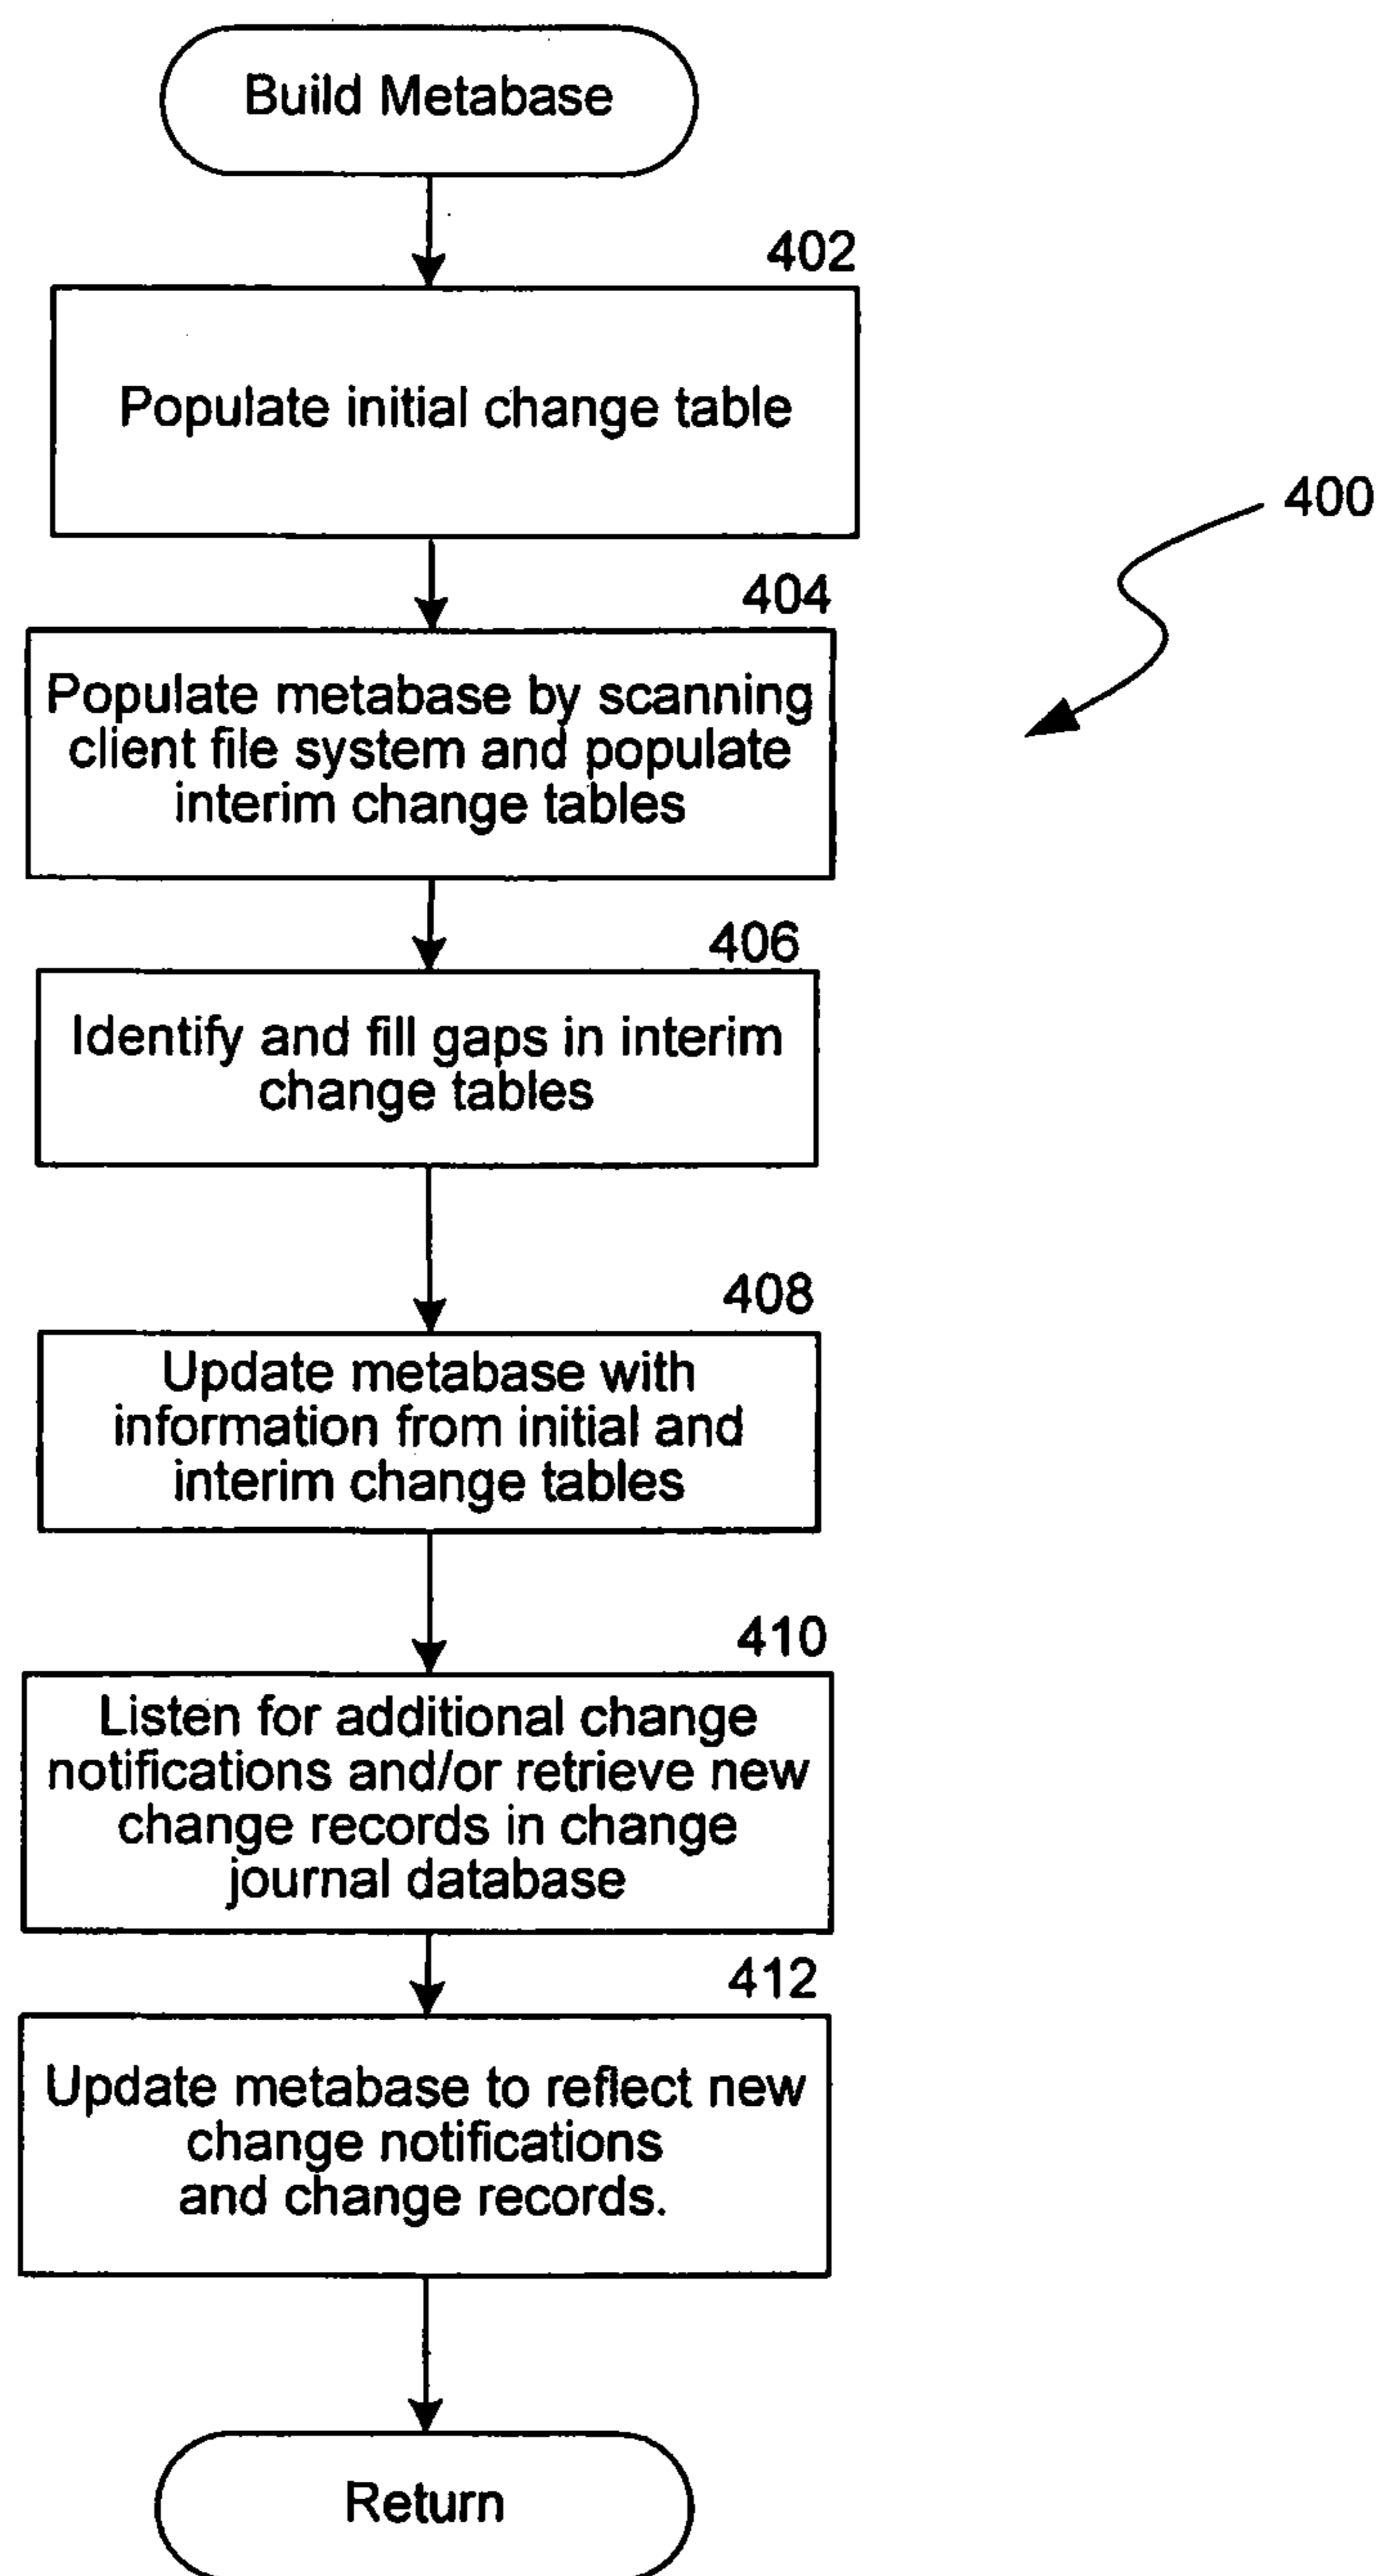 Build Metabase
402
Populate initial change table
400
404
Populate metabase by scanning
client file system and populate
interim change tables
406
Identify and fill gaps in interim
change tables
408
Update metabase with
information from initial and
interim change tables
410
Listen for additional change
notifications and/or retrieve new
change records in change
journal database
412
Update metabase to reflect new
change notifications
and change records.
Return